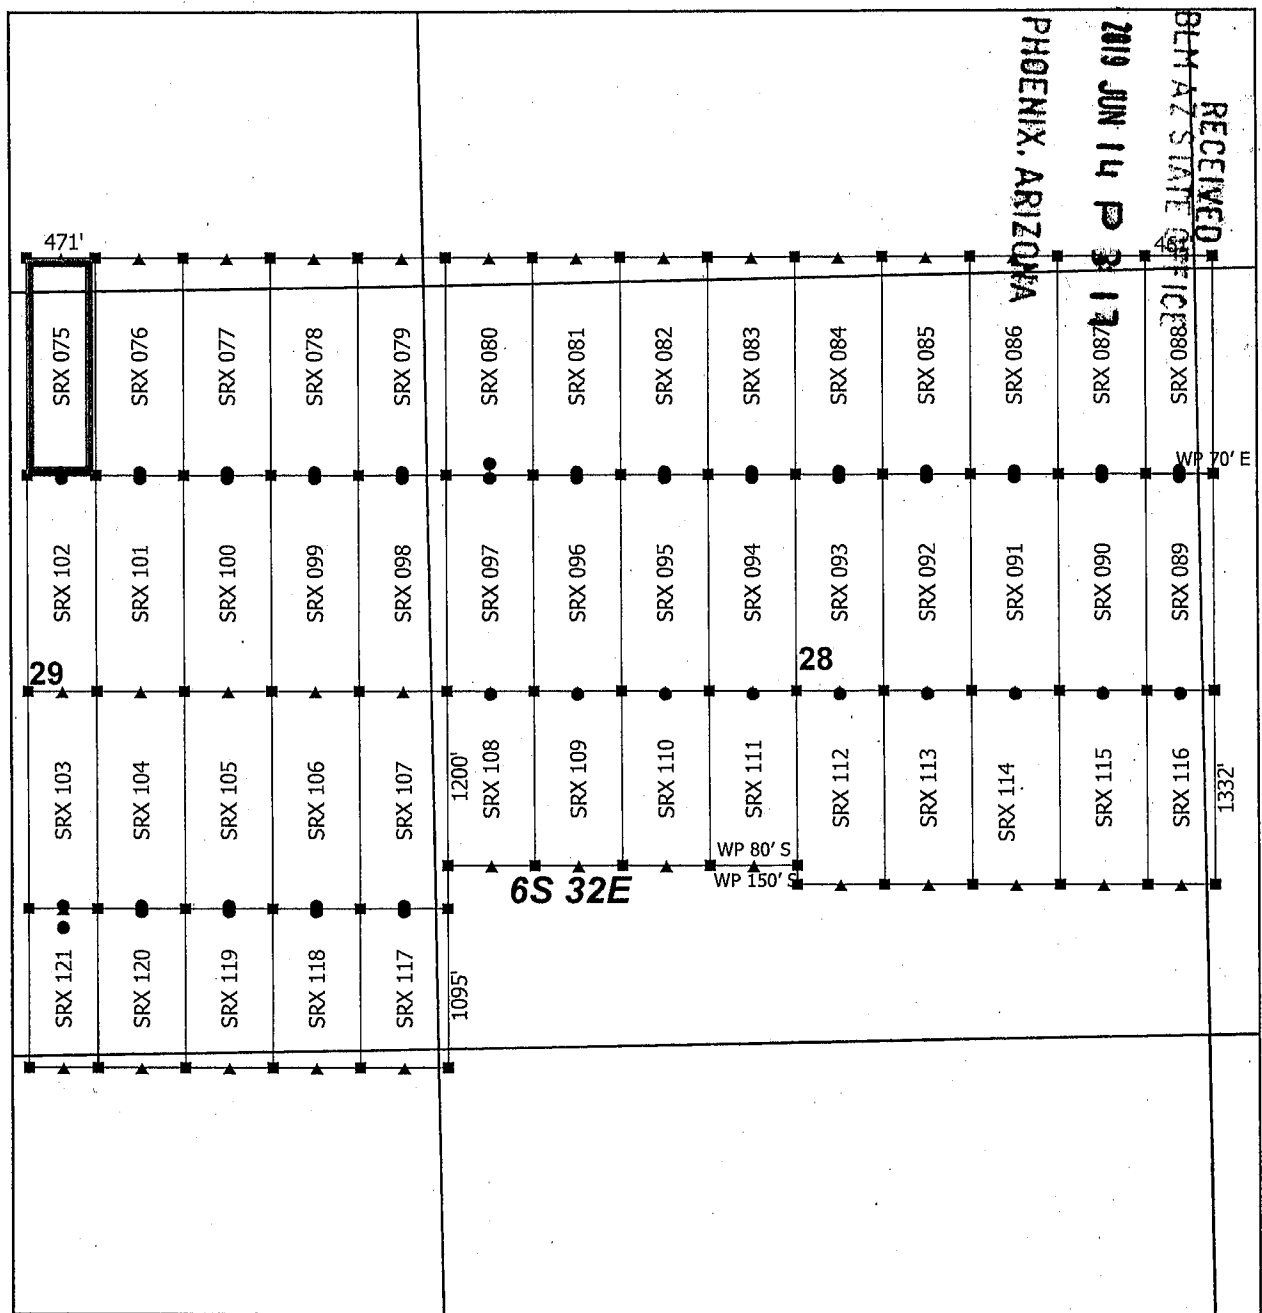 RECEIVED
BLM AZ STATE OFFICE
2019 JUN 14 P 3 17
PHOENIX, ARIZONA
471'
SRX 075
SRX 076
SRX 077
SRX 078
SRX 079
SRX 080
SRX 081
SRX 082
SRX 083
SRX 084
SRX 085
SRX 086
SRX 087
SRX 088
WP 70' E
SRX 102
SRX 101
SRX 100
SRX 099
SRX 098
SRX 097
SRX 096
SRX 095
SRX 094
SRX 093
SRX 092
SRX 091
SRX 090
SRX 089
29
28
SRX 103
SRX 104
SRX 105
SRX 106
SRX 107
1200'
SRX 108
SRX 109
SRX 110
SRX 111
SRX 112
SRX 113
SRX 114
SRX 115
SRX 116
1332'
WP 80' S
WP 150' S
6S 32E
SRX 121
SRX 120
SRX 119
SRX 118
SRX 117
1095'